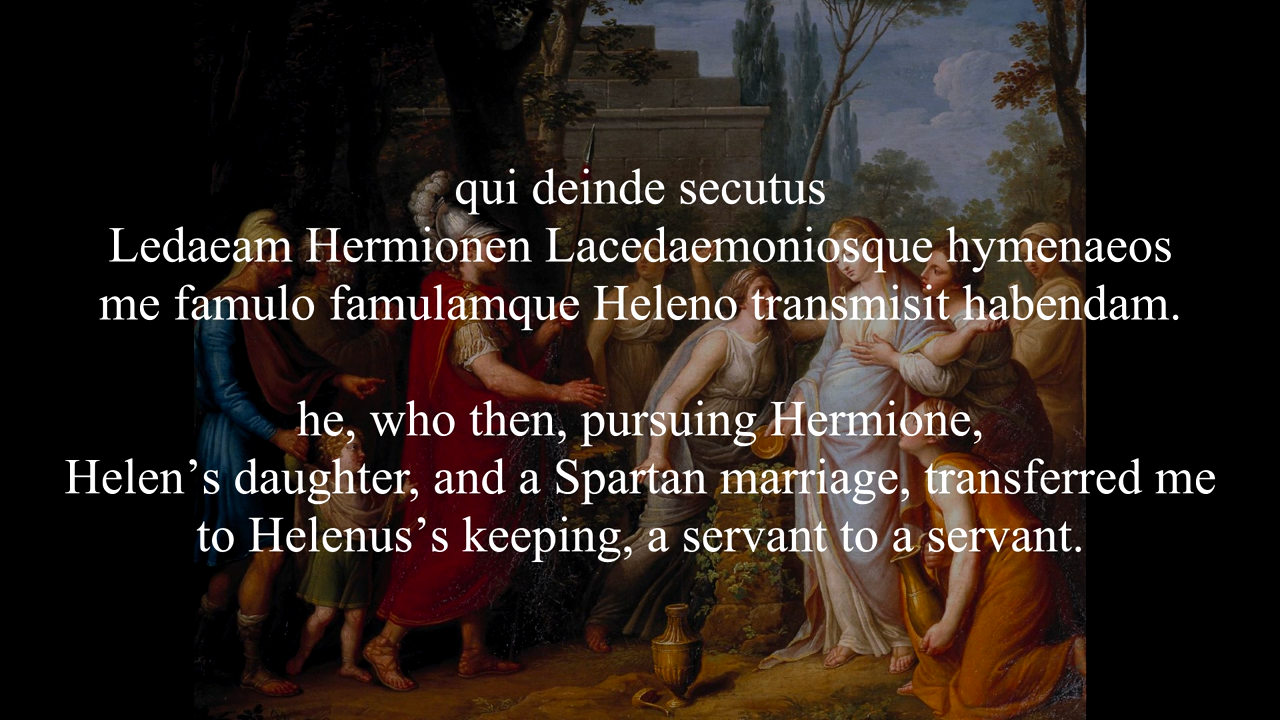 qui deinde secutus
Ledaeam Hermionen Lacedaemoniosque hymenaeos
me famulo famulamque Heleno transmisit habendam.
he, who then, pursuing Hermione,
Helen’s daughter, and a Spartan marriage, transferred me
to Helenus’s keeping, a servant to a servant.